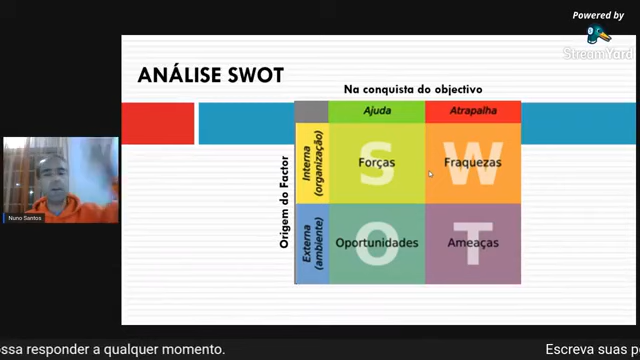 Powered by
StreamYard
ANÁLISE SWOT
Na conquista do objectivo
Ajuda
Atrapalha
Origem do Factor
Interna
(organização)
S
Forças
W
Fraquezas
Externa
(ambiente)
O
Oportunidades
T
Ameaças
Nuno Santos
ossa responder a qualquer momento.
Escreva suas p